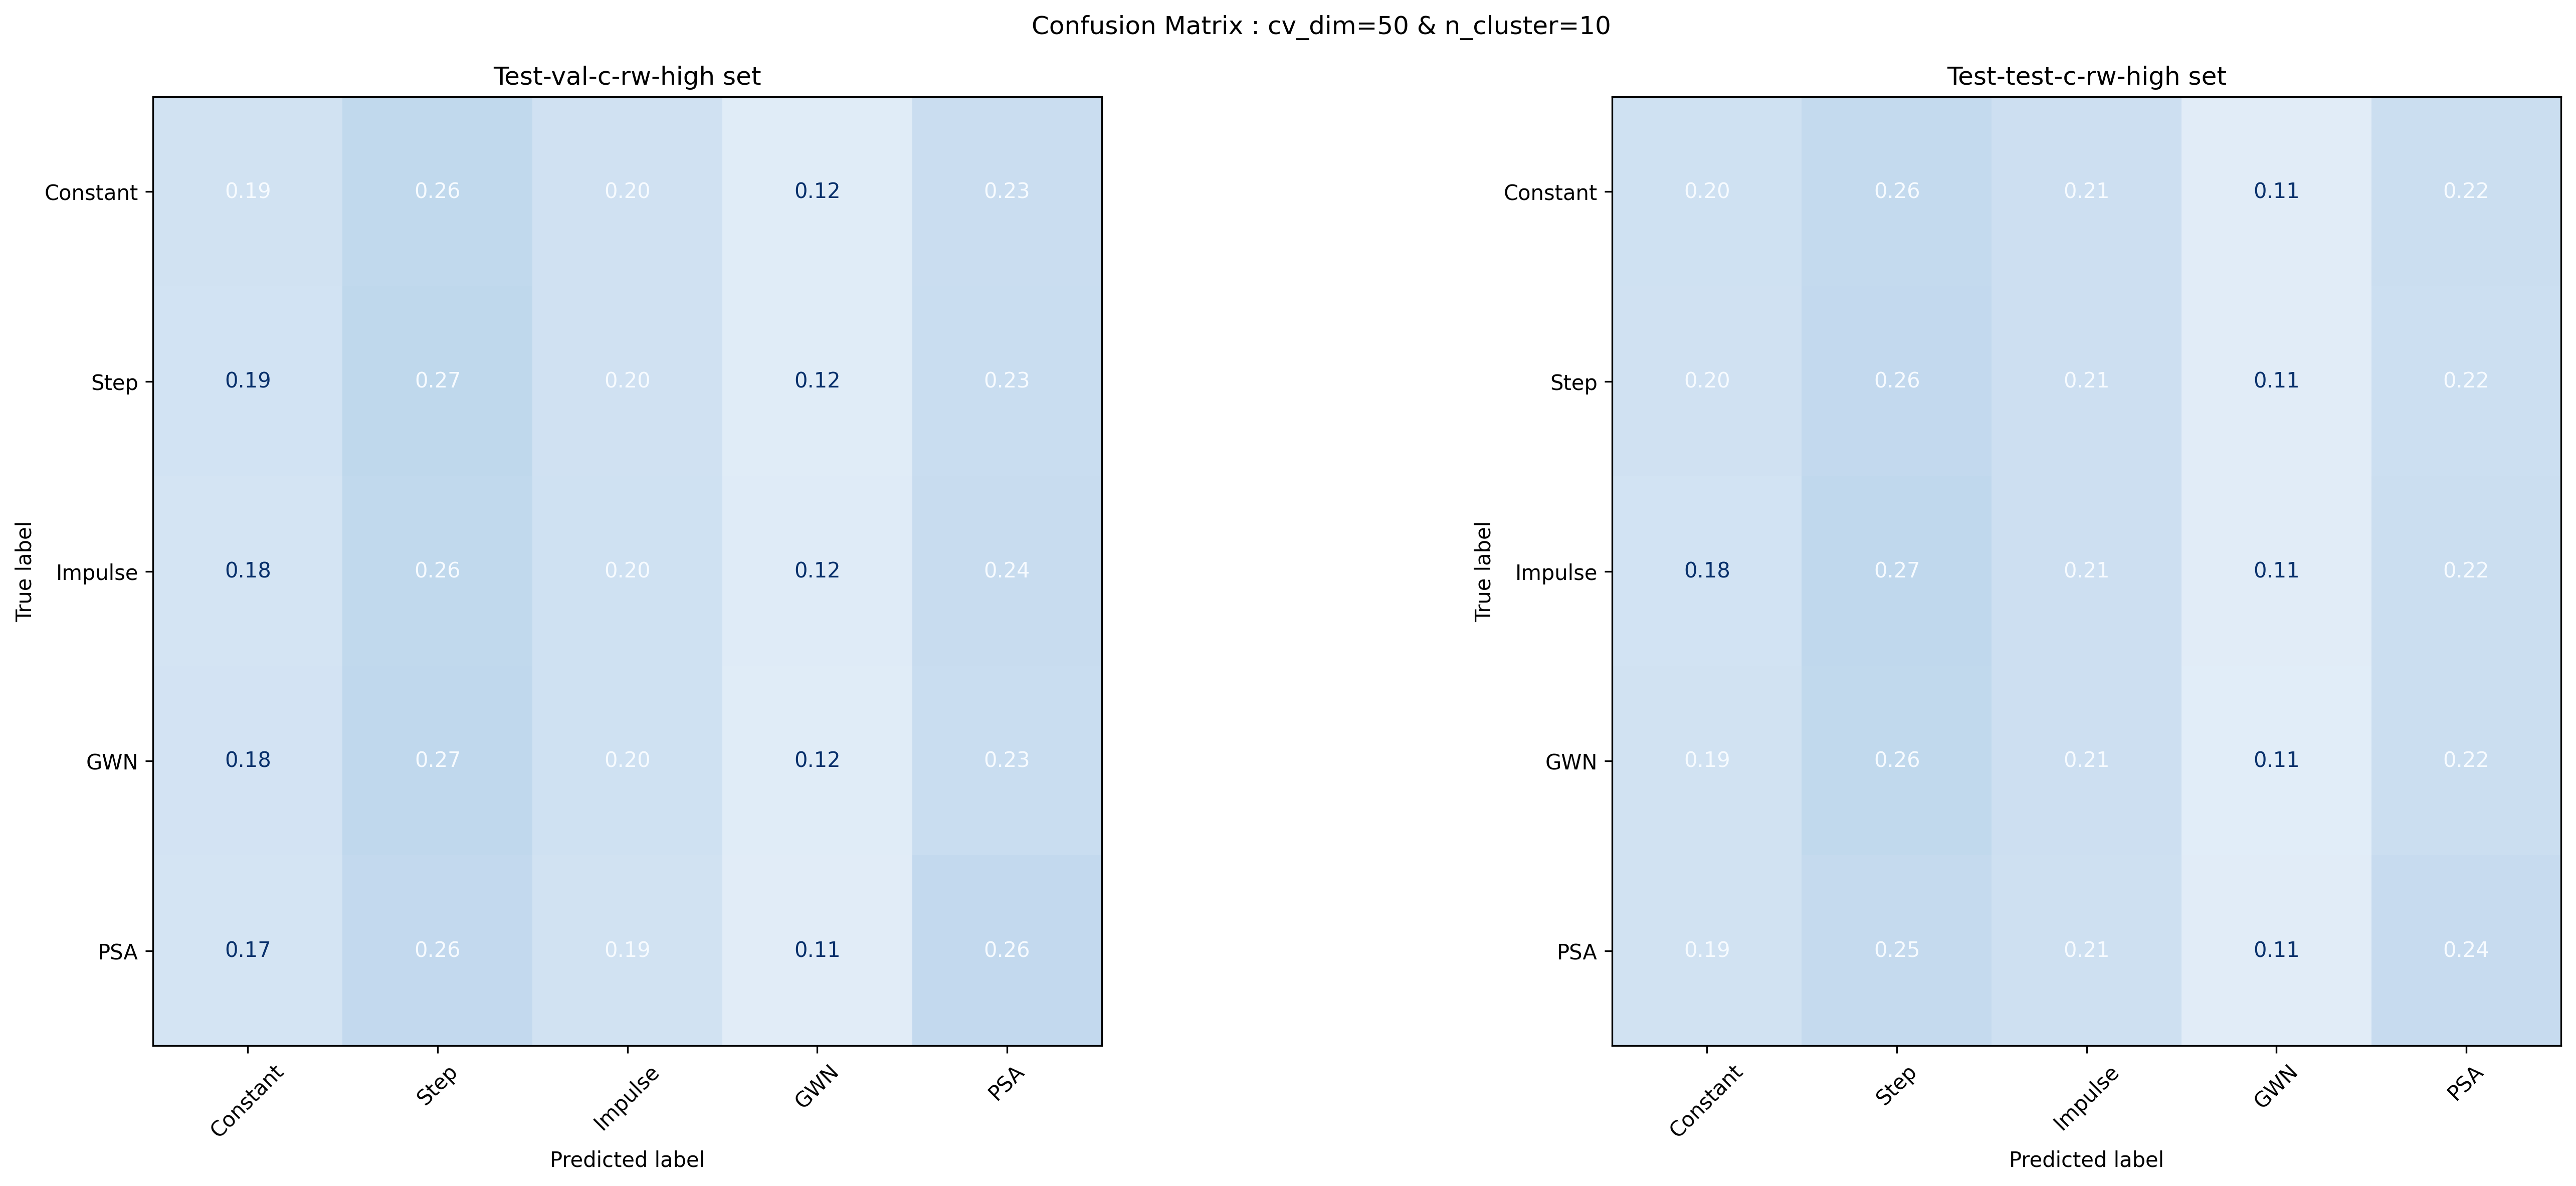 Confusion Matrix : cv_dim=50 & n_cluster=10
Test-val-c-rw-high set
Constant 0.19 0.26 0.20 0.12 0.23
Step 0.19 0.27 0.20 0.12 0.23
Impulse 0.18 0.26 0.20 0.12 0.24
GWN 0.18 0.27 0.20 0.12 0.23
PSA 0.17 0.26 0.19 0.11 0.26
True label
Constant Step Impulse GWN PSA
Predicted label
Test-test-c-rw-high set
Constant 0.20 0.26 0.21 0.11 0.22
Step 0.20 0.26 0.21 0.11 0.22
Impulse 0.18 0.27 0.21 0.11 0.22
GWN 0.19 0.26 0.21 0.11 0.22
PSA 0.19 0.25 0.21 0.11 0.24
True label
Constant Step Impulse GWN PSA
Predicted label